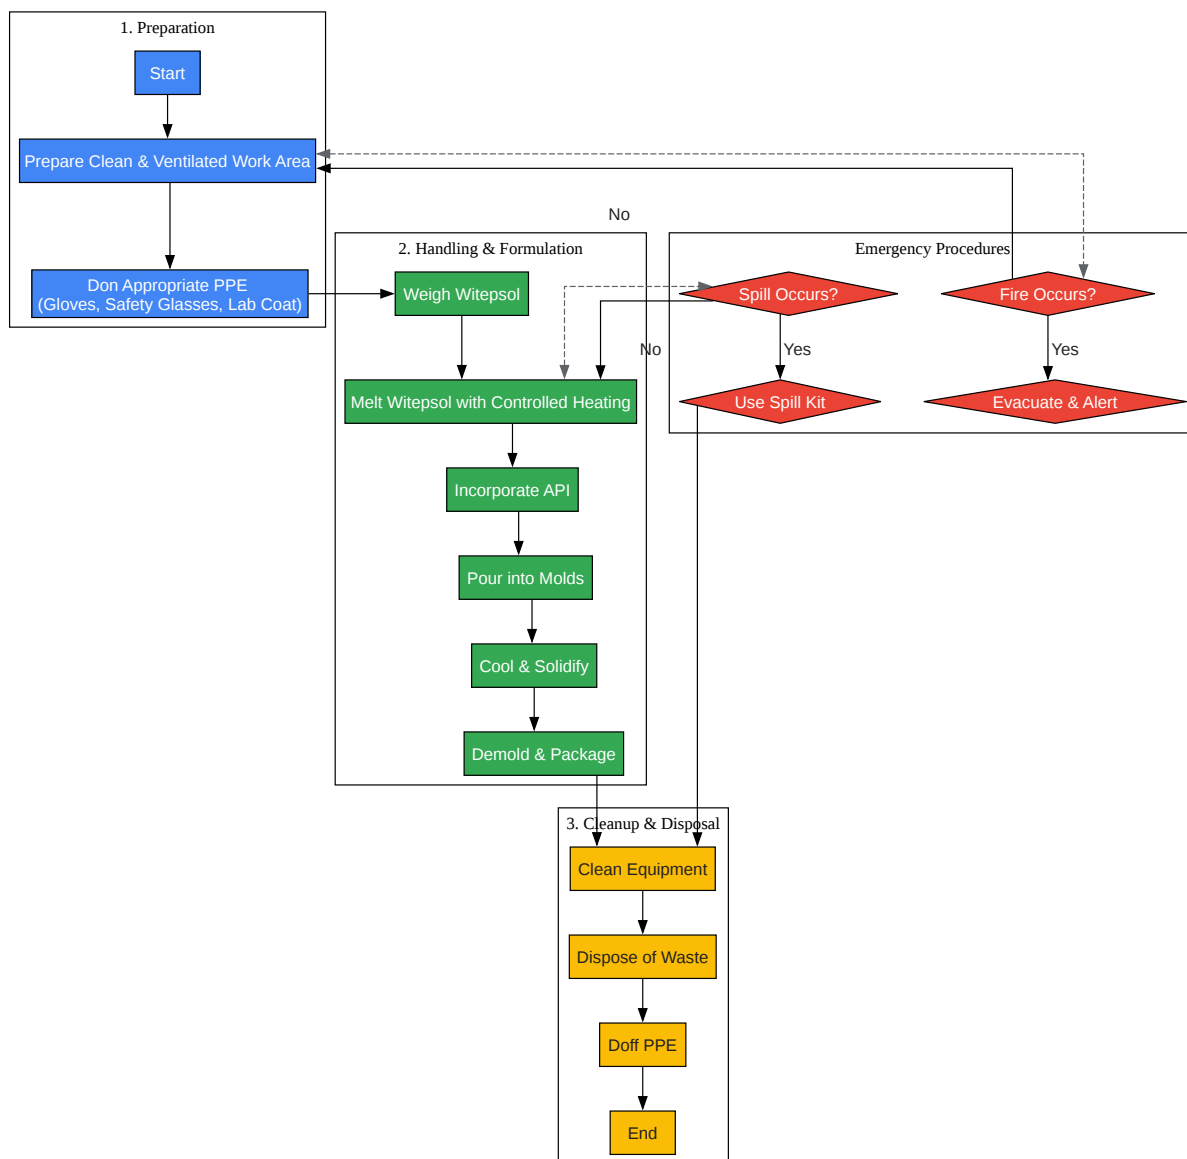 1. Preparation
Start
Prepare Clean & Ventilated Work Area
Don Appropriate PPE
(Gloves, Safety Glasses, Lab Coat)
No
2. Handling & Formulation
Weigh Witepsol
Melt Witepsol with Controlled Heating
Incorporate API
Pour into Molds
Cool & Solidify
Demold & Package
Emergency Procedures
Spill Occurs?
Fire Occurs?
No
Yes
Yes
Use Spill Kit
Evacuate & Alert
3. Cleanup & Disposal
Clean Equipment
Dispose of Waste
Doff PPE
End